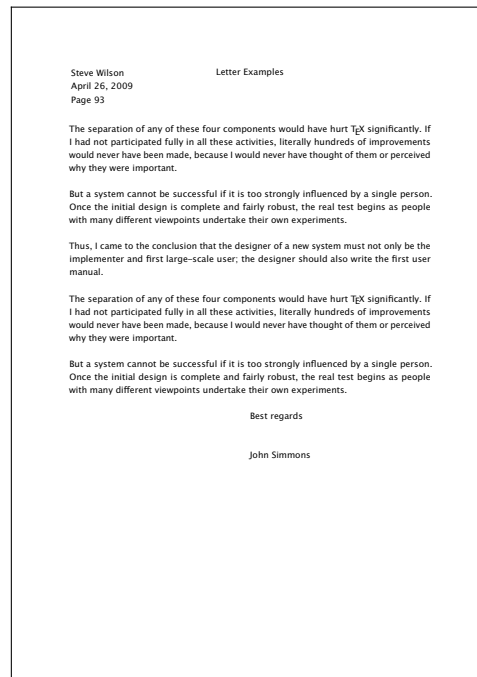 Steve Wilson
Letter Examples
April 26, 2009
Page 93
The separation of any of these four components would have hurt TEX significantly. If
I had not participated fully in all these activities, literally hundreds of improvements
would never have been made, because I would never have thought of them or perceived
why they were important.
But a system cannot be successful if it is too strongly influenced by a single person.
Once the initial design is complete and fairly robust, the real test begins as people
with many different viewpoints undertake their own experiments.
Thus, I came to the conclusion that the designer of a new system must not only be the
implementer and first large-scale user; the designer should also write the first user
manual.
The separation of any of these four components would have hurt TEX significantly. If
I had not participated fully in all these activities, literally hundreds of improvements
would never have been made, because I would never have thought of them or perceived
why they were important.
But a system cannot be successful if it is too strongly influenced by a single person.
Once the initial design is complete and fairly robust, the real test begins as people
with many different viewpoints undertake their own experiments.
Best regards
John Simmons